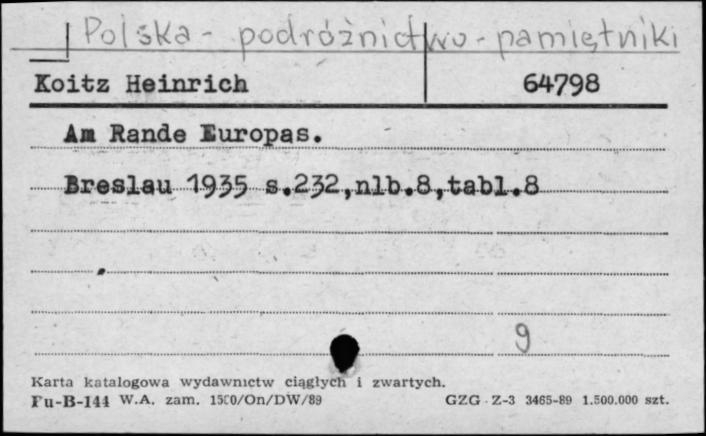 Polska - podróżnictwo - pamiętniki
Koitz Heinrich 64798
Am Rande Europas.
Breslau 1935 s.232,nlb.8,tabl.8
9
Karta katalogowa wydawnictw ciągłych i zwartych.
Pu-B-144 W.A. zam. 1500/On/DW/89 GZG Z-3 3465-89 1.500.000 szt.